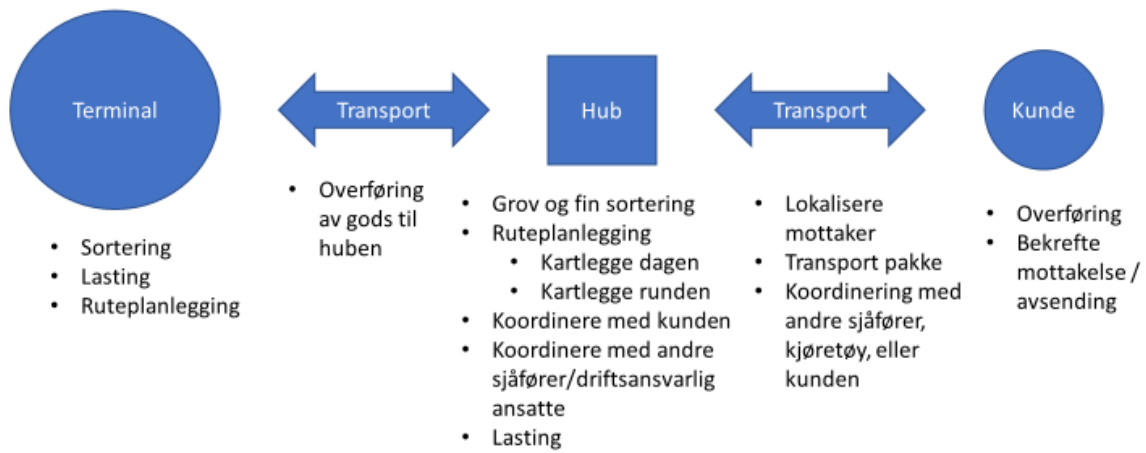 Terminal
Transport
Hub
Transport
Kunde
• Sortering
• Lasting
• Ruteplanlegging
• Overføring
av gods til
huben
• Grov og fin sortering
• Ruteplanlegging
• Kartlegge dagen
• Kartlegge runden
• Koordinere med kunden
• Koordinere med andre
sjåfører/driftsansvarlig
ansatte
• Lasting
• Lokalisere
mottaker
• Transport pakke
• Koordinering med
andre sjåfører,
kjøretøy, eller
kunden
• Overføring
• Bekrefte
mottakelse /
avsending